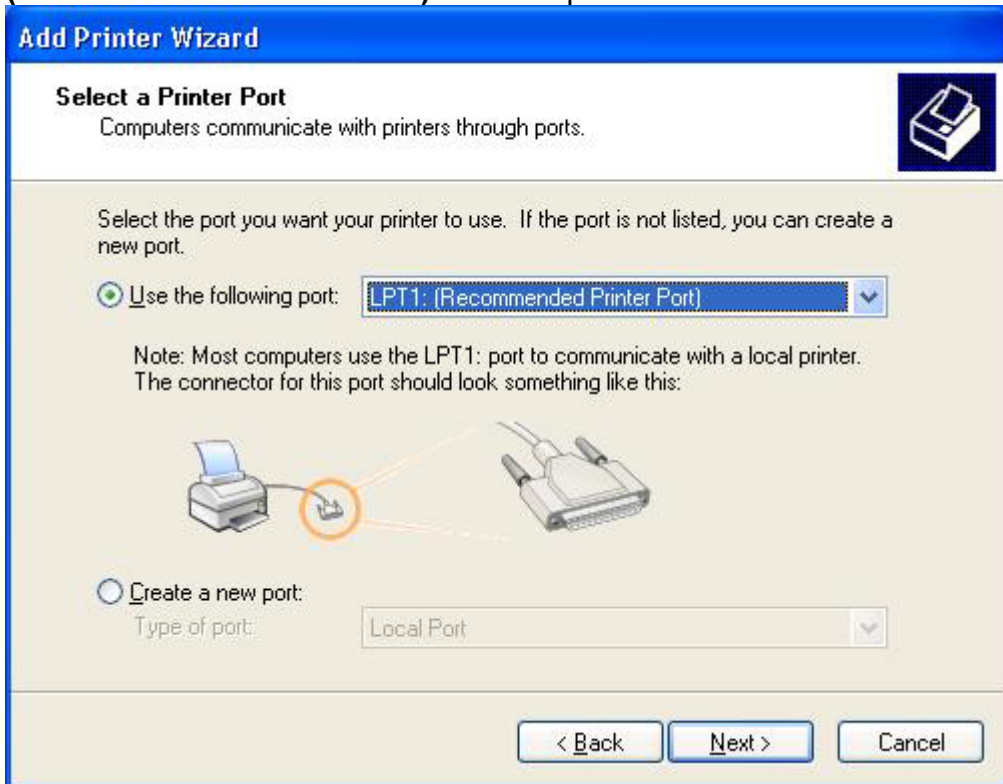 Add Printer Wizard
Select a Printer Port
Computers communicate with printers through ports.
Select the port you want your printer to use. If the port is not listed, you can create a
new port.
Use the following port: LPT1: (Recommended Printer Port)
Note: Most computers use the LPT1: port to communicate with a local printer.
The connector for this port should look something like this:
Create a new port:
Type of port: Local Port
< Back Next > Cancel